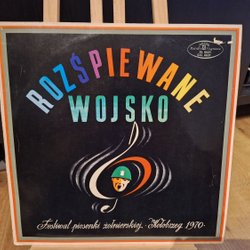 ROZŚPIEWANE
WOJSKO
Festiwal piosenki żołnierskiej - Kołobrzeg 1970